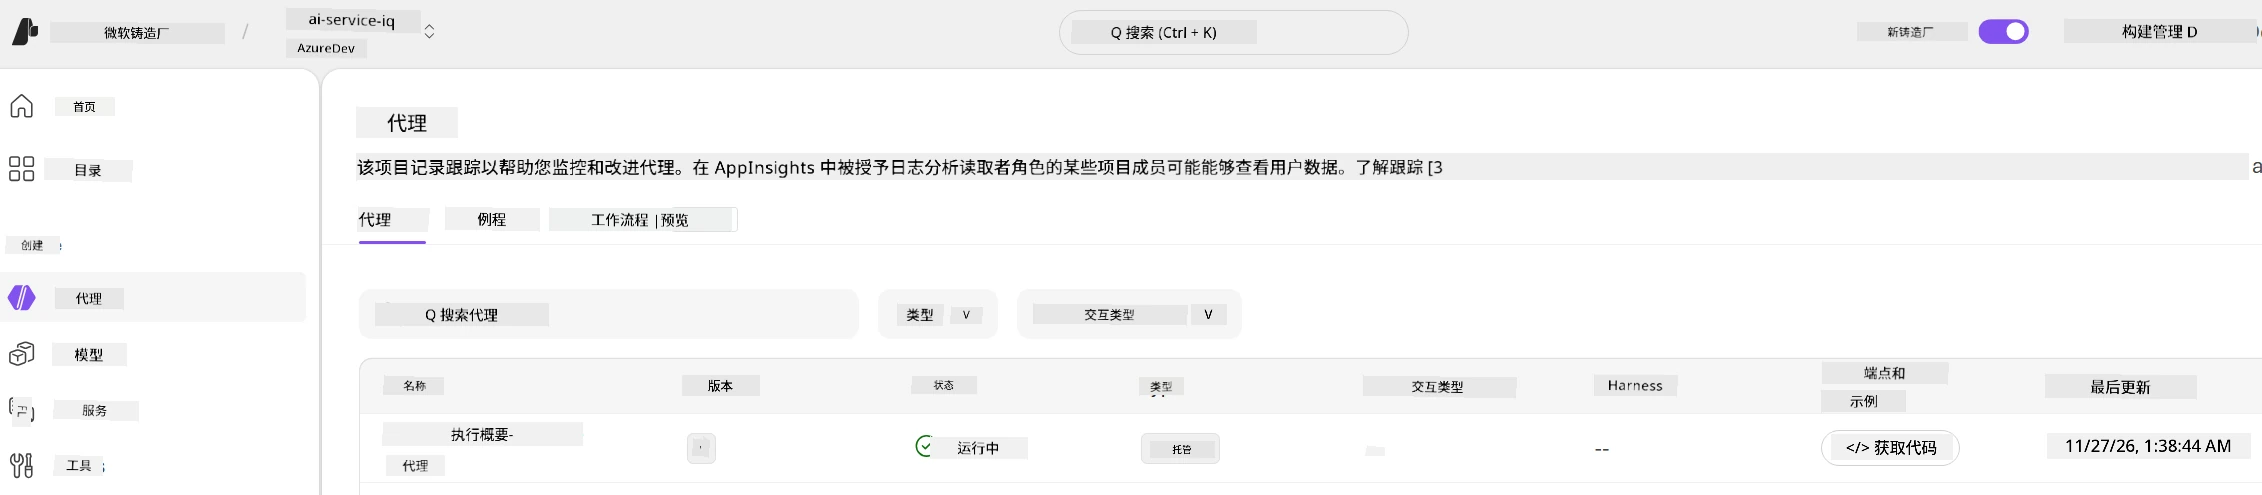 微软铸造厂
/
ai-service-iq
AzureDev
Q 搜索 (Ctrl + K)
新铸造厂
构建管理 D
首页
目录
创建
代理
模型
服务
工具
代理
该项目记录跟踪以帮助您监控和改进代理。在 AppInsights 中被授予日志分析读取者角色的某些项目成员可能能够查看用户数据。了解跟踪 [3
代理 例程 工作流程 |预览
Q 搜索代理 类型 V 交互类型 V
名称 版本 状态 类型 交互类型 Harness 端点和 示例 最后更新
执行概要-
代理
运行中 托管 -- </> 获取代码 11/27/26, 1:38:44 AM